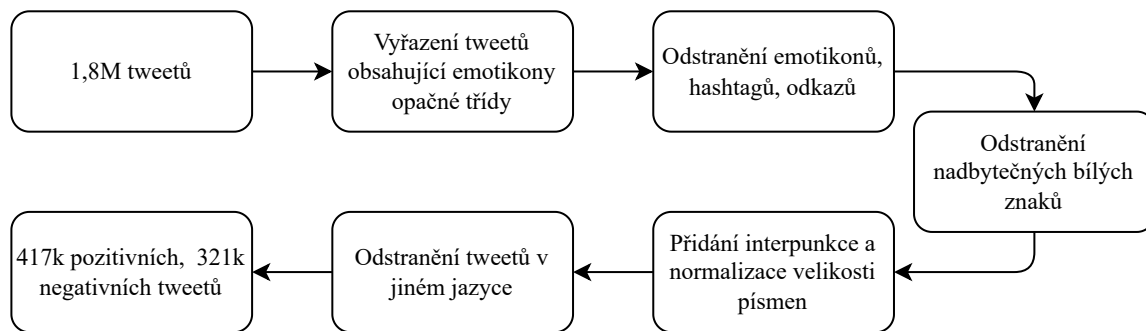 1,8M tweetů
Vyřazení tweetů
obsahující emotikony
opačné třídy
Odstranění emotikonů,
hashtagů, odkazů
Odstranění
nadbytečných bílých
znaků
Přidání interpunkce a
normalizace velikosti
písmen
Odstranění tweetů v
jiném jazyce
417k pozitivních,  321k
negativních tweetů